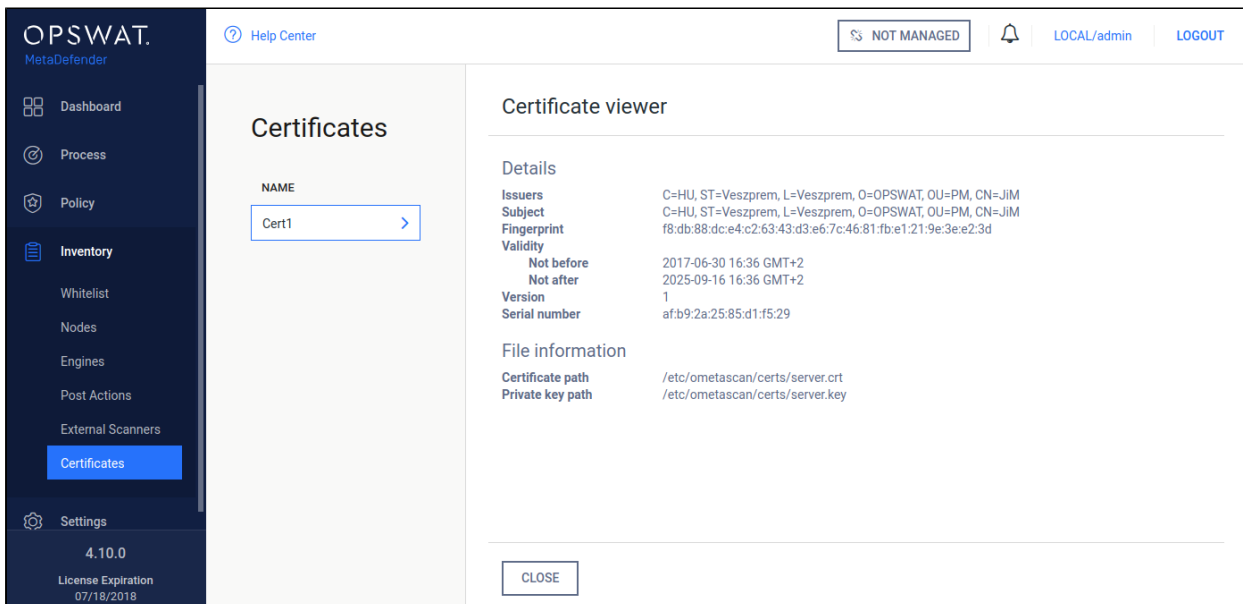 OPSWAT.
MetaDefender
Dashboard
Process
Policy
Inventory
Whitelist
Nodes
Engines
Post Actions
External Scanners
Certificates
Settings
4.10.0
License Expiration
07/18/2018
? Help Center
NOT MANAGED
LOCAL/admin
LOGOUT
Certificates
NAME
Cert1
Certificate viewer
Details
Issuers C=HU, ST=Veszprem, L=Veszprem, O=OPSWAT, OU=PM, CN=JiM
Subject C=HU, ST=Veszprem, L=Veszprem, O=OPSWAT, OU=PM, CN=JiM
Fingerprint f8:db:88:dc:e4:c2:63:43:d3:e6:7c:46:81:fb:e1:21:9e:3e:e2:3d
Validity
Not before 2017-06-30 16:36 GMT+2
Not after 2025-09-16 16:36 GMT+2
Version 1
Serial number af:b9:2a:25:85:d1:f5:29
File information
Certificate path /etc/ometascan/certs/server.crt
Private key path /etc/ometascan/certs/server.key
CLOSE